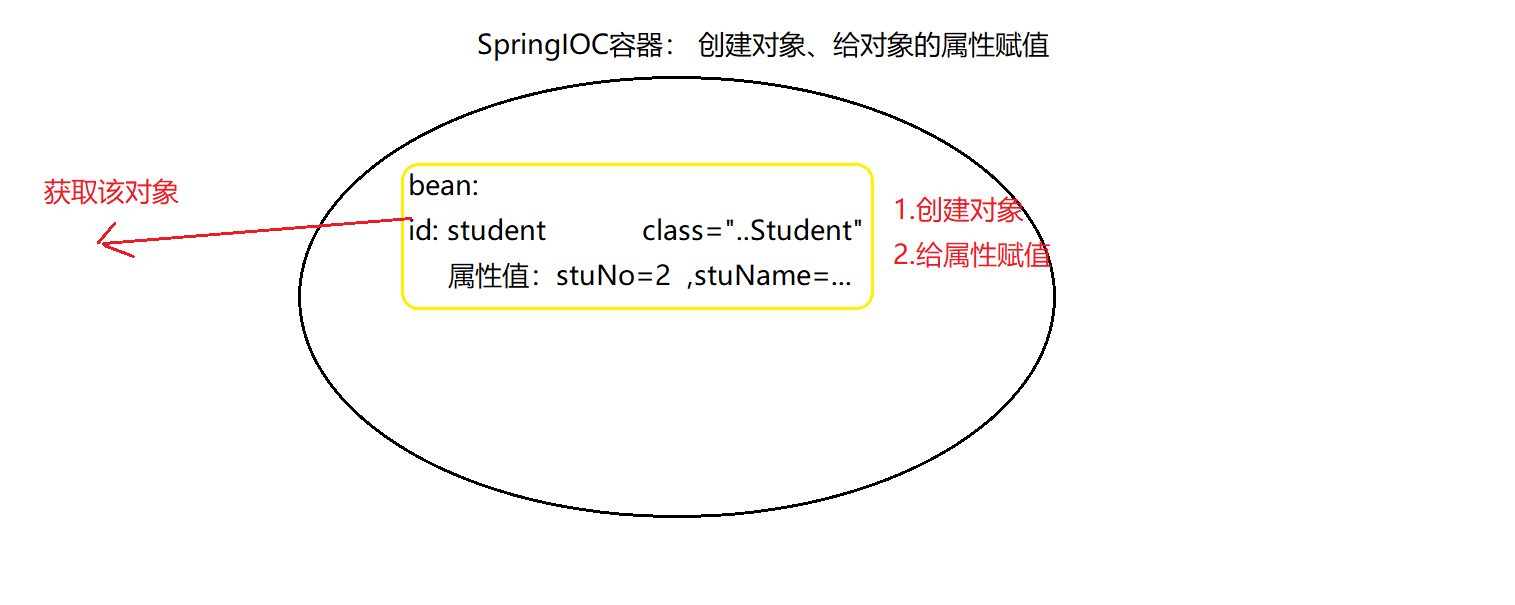 SpringIOC容器： 创建对象、给对象的属性赋值
获取该对象
bean:
id: student class="..Student"
属性值：stuNo=2 ,stuName=...
1.创建对象
2.给属性赋值